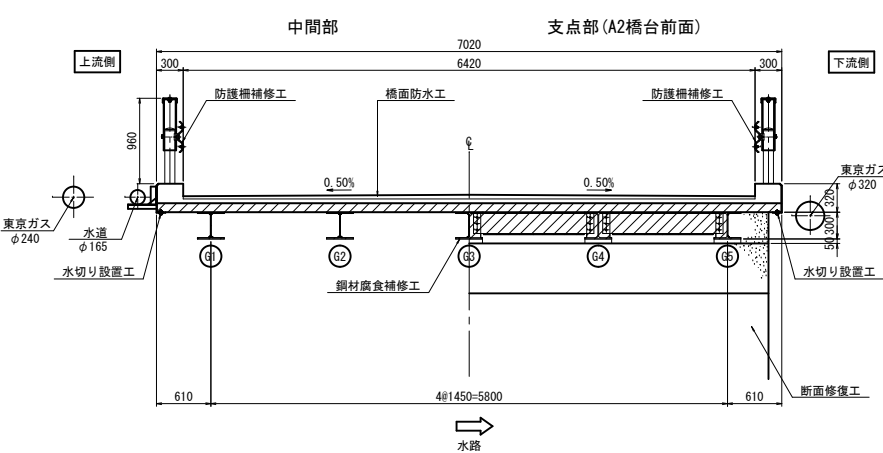 中間部
支点部(A2橋台前面)
7020
上流側
300
6420
300
下流側
防護柵補修工
橋面防水工
防護柵補修工
960
℄
0.50%
0.50%
東京ガス
φ320
320
東京ガス
φ240
水道
φ165
300
50
G1
G2
G3
G4
G5
水切り設置工
鋼材腐食補修工
水切り設置工
610
4@1450=5800
610
断面修復工
水路